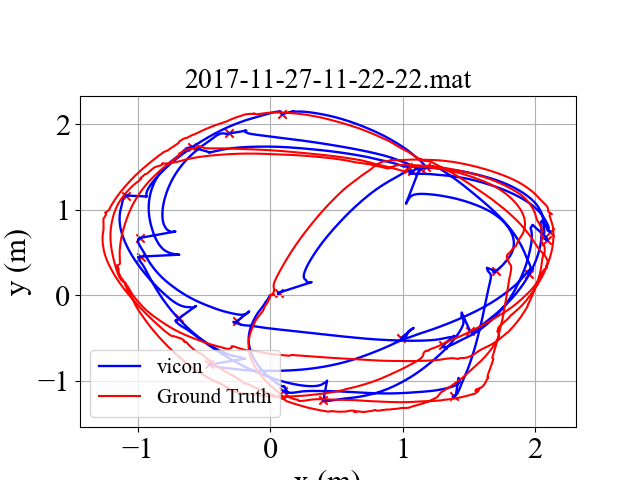 2017-11-27-11-22-22.mat
y (m)
2
1
0
−1
vicon
Ground Truth
−1
0
1
2
x (m)